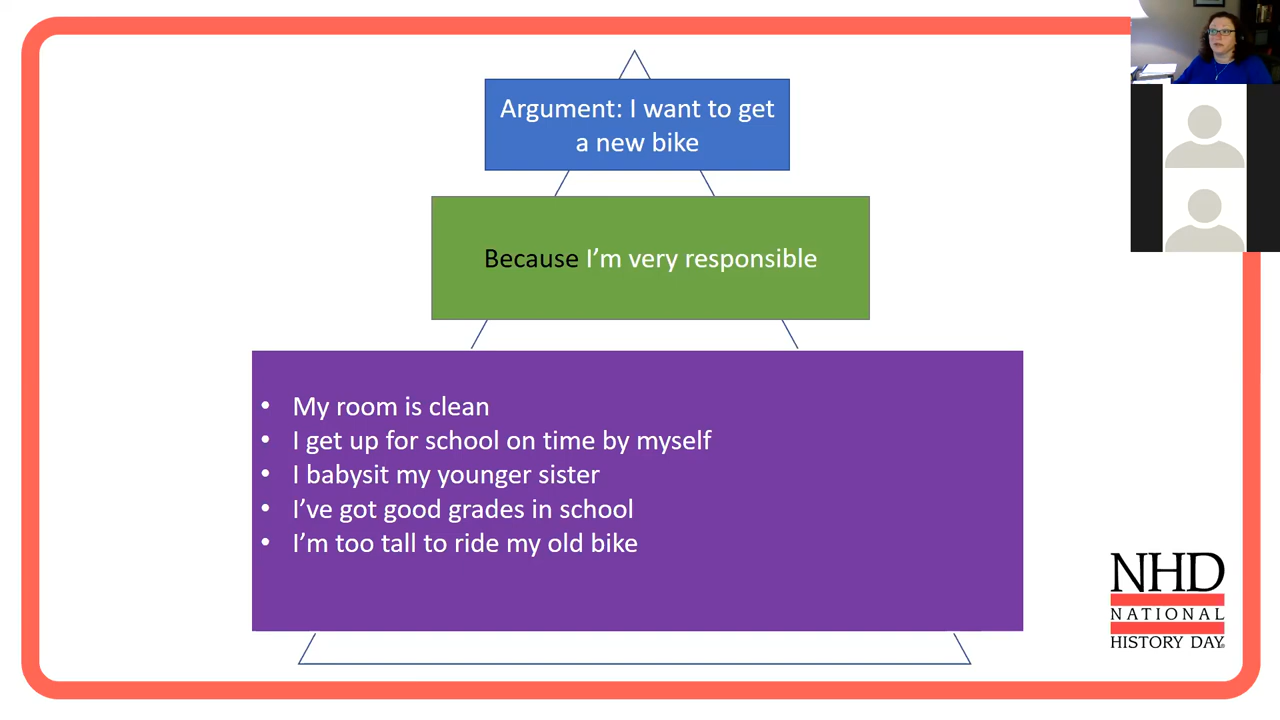 Argument: I want to get
a new bike
Because I’m very responsible
• My room is clean
• I get up for school on time by myself
• I babysit my younger sister
• I’ve got good grades in school
• I’m too tall to ride my old bike
NHD
NATIONAL
HISTORY DAY®